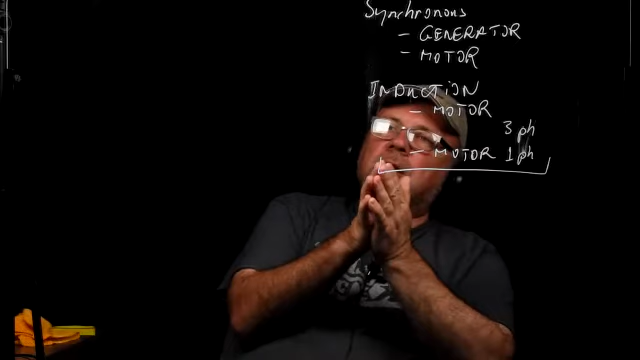 Synchronous
- GENERATOR
- MOTOR
INDUCTION
- MOTOR
3 ph
- MOTOR 1 ph